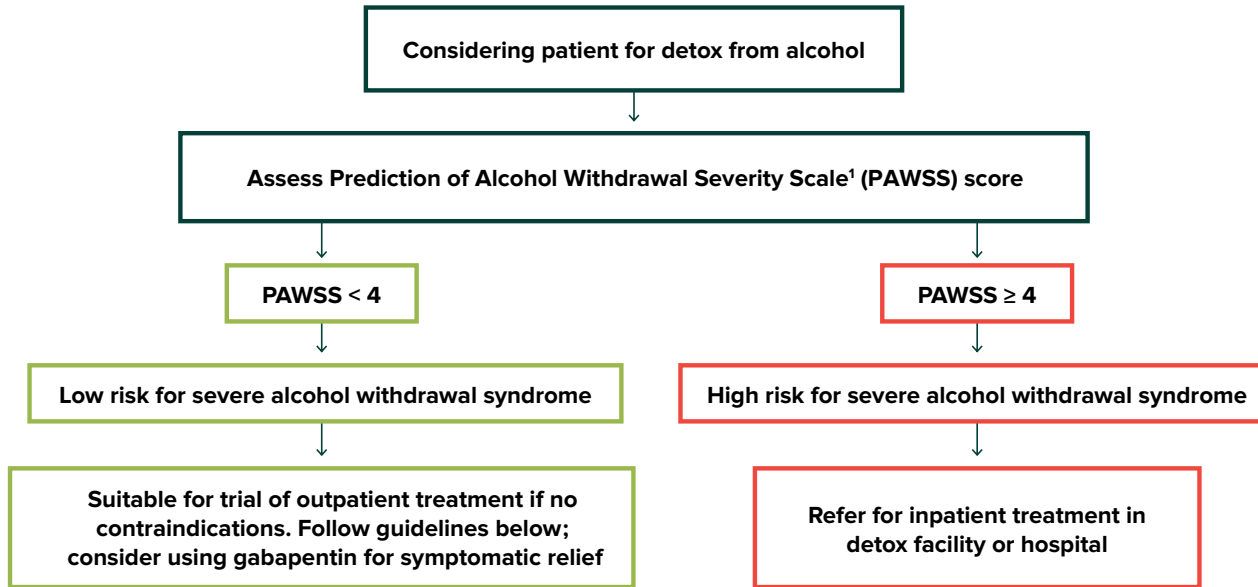 Considering patient for detox from alcohol
Assess Prediction of Alcohol Withdrawal Severity Scale¹ (PAWSS) score
PAWSS < 4
PAWSS ≥ 4
Low risk for severe alcohol withdrawal syndrome
High risk for severe alcohol withdrawal syndrome
Suitable for trial of outpatient treatment if no
contraindications. Follow guidelines below;
consider using gabapentin for symptomatic relief
Refer for inpatient treatment in
detox facility or hospital